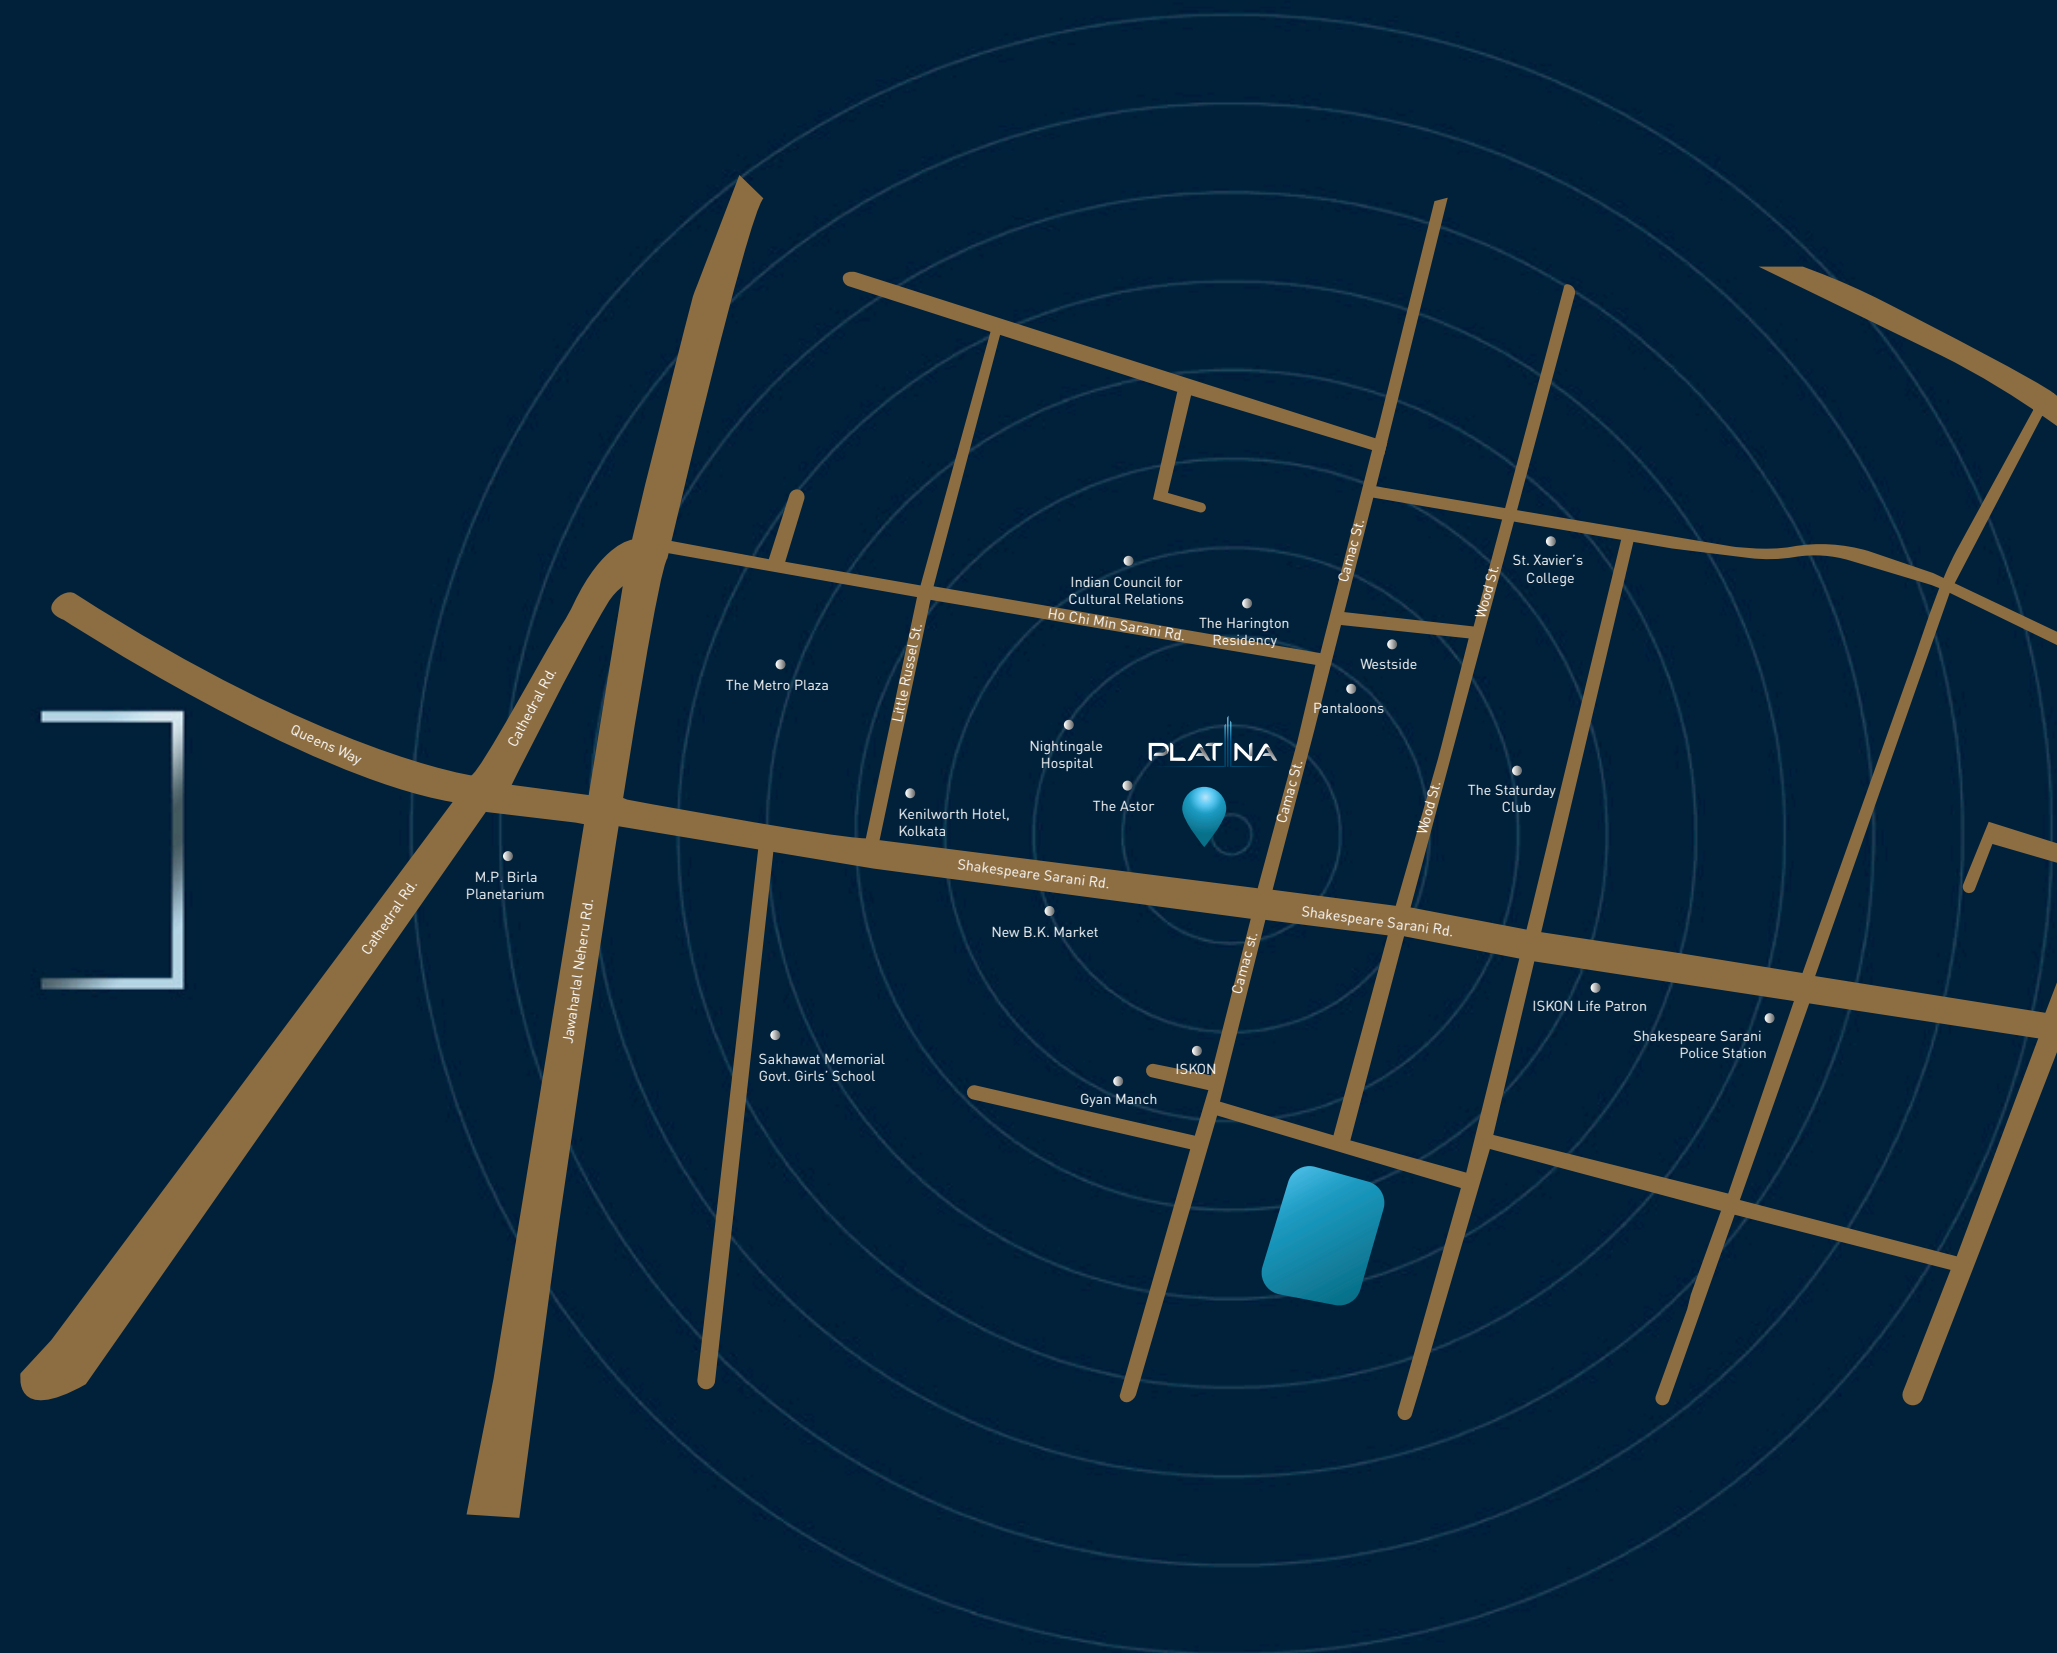 St. Xavier's
College
Camac St.
Indian Council for
Cultural Relations
Wood St.
The Harington
Residency
Ho Chi Min Sarani Rd.
Westside
The Metro Plaza
Little Russel St.
Cathedral Rd.
Pantaloons
Queens Way
Nightingale
Hospital
PLATINA
The Astor
Camac St.
Wood St.
The Staturday
Club
Kenilworth Hotel,
Kolkata
M.P. Birla
Planetarium
Shakespeare Sarani Rd.
Cathedral Rd.
Shakespeare Sarani Rd.
New B.K. Market
Jawaharlal Neheru Rd.
Camac st.
ISKON Life Patron
Shakespeare Sarani
Police Station
Sakhawat Memorial
Govt. Girls' School
ISKON
Gyan Manch